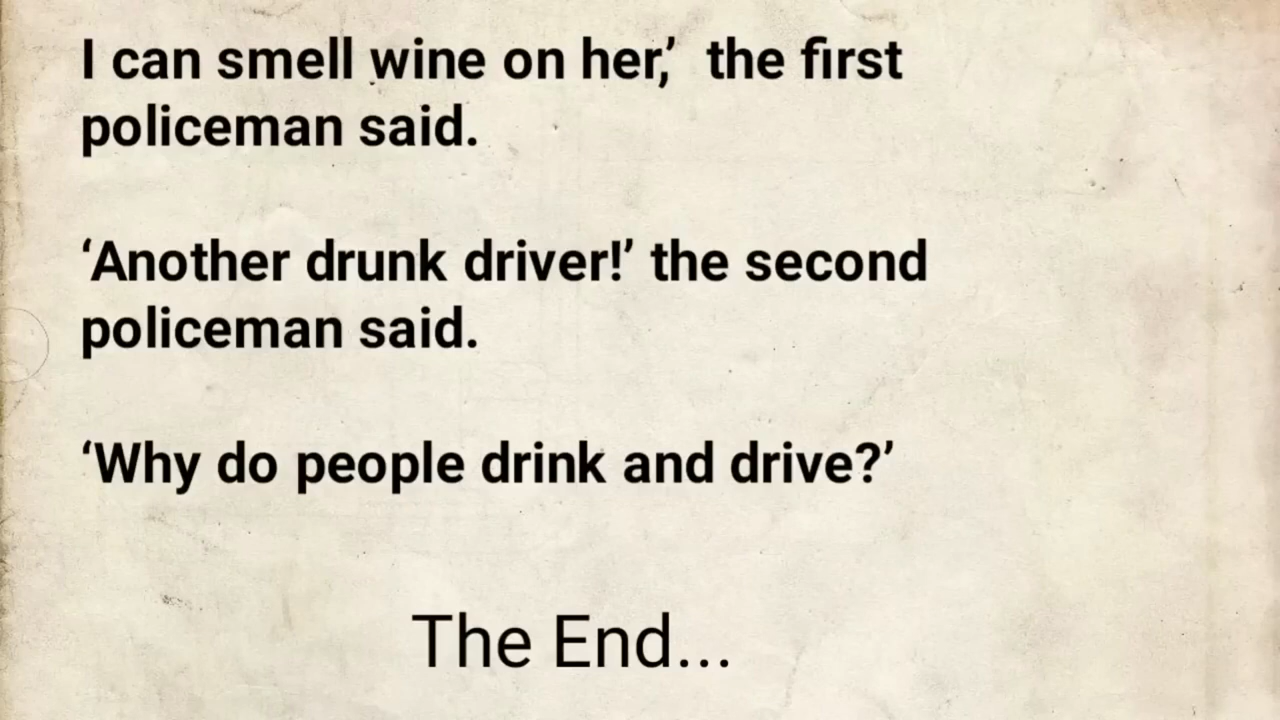 I can smell wine on her,’  the first
policeman said.
‘Another drunk driver!’ the second
policeman said.
‘Why do people drink and drive?’
The End...